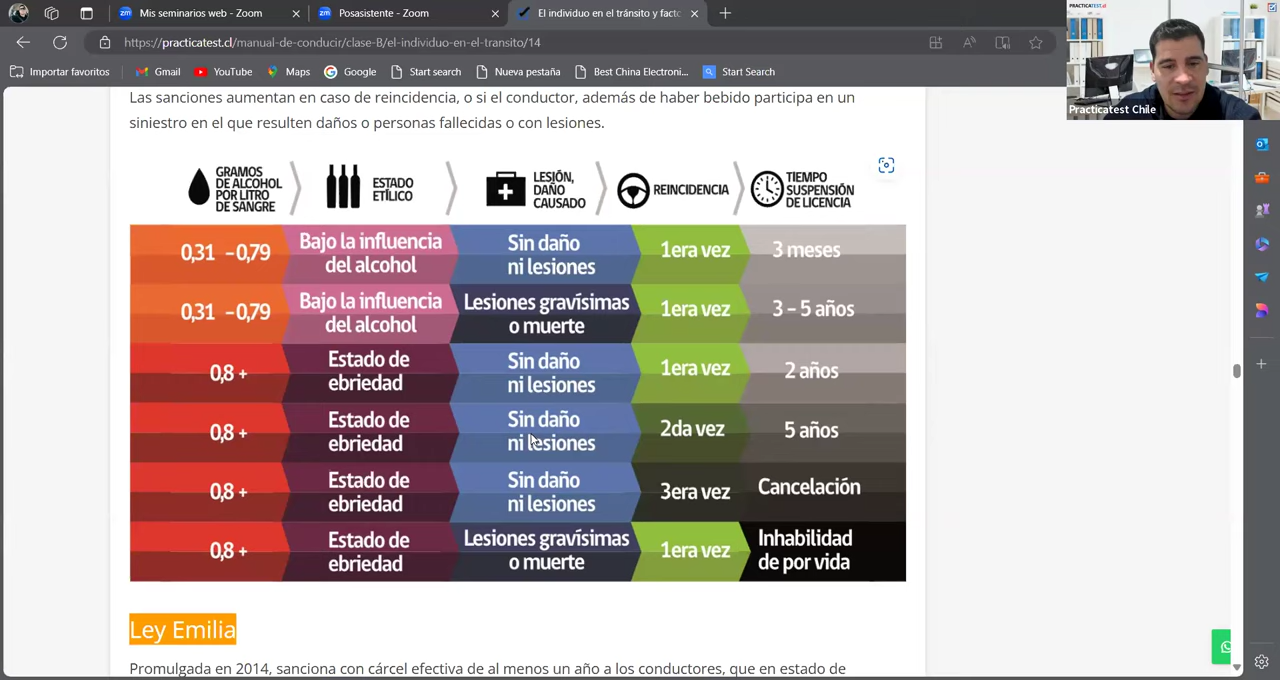 Mis seminarios web - Zoom
Posasistente - Zoom
El individuo en el tránsito y facto
https://practicatest.cl/manual-de-conducir/clase-B/el-individuo-en-el-transito/14
Importar favoritos
Gmail
YouTube
Maps
Google
Start search
Nueva pestaña
Best China Electroni...
Start Search
PRACTICATEST.cl
Practicatest Chile
Las sanciones aumentan en caso de reincidencia, o si el conductor, además de haber bebido participa en un
siniestro en el que resulten daños o personas fallecidas o con lesiones.
GRAMOS
DE ALCOHOL
POR LITRO
DE SANGRE
ESTADO
ETÍLICO
LESIÓN,
DAÑO
CAUSADO
REINCIDENCIA
TIEMPO
SUSPENSIÓN
DE LICENCIA
0,31 -0,79
Bajo la influencia
del alcohol
Sin daño
ni lesiones
1era vez
3 meses
0,31 -0,79
Bajo la influencia
del alcohol
Lesiones gravísimas
o muerte
1era vez
3 - 5 años
0,8 +
Estado de
ebriedad
Sin daño
ni lesiones
1era vez
2 años
0,8 +
Estado de
ebriedad
Sin daño
ni lesiones
2da vez
5 años
0,8 +
Estado de
ebriedad
Sin daño
ni lesiones
3era vez
Cancelación
0,8 +
Estado de
ebriedad
Lesiones gravísimas
o muerte
1era vez
Inhabilidad
de por vida
Ley Emilia
Promulgada en 2014, sanciona con cárcel efectiva de al menos un año a los conductores, que en estado de